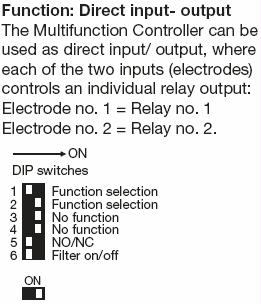 Function: Direct input- output
The Multifunction Controller can be
used as direct input/ output, where
each of the two inputs (electrodes)
controls an individual relay output:
Electrode no. 1 = Relay no. 1
Electrode no. 2 = Relay no. 2.
ON
DIP switches
1 Function selection
2 Function selection
3 No function
4 No function
5 NO/NC
6 Filter on/off
ON